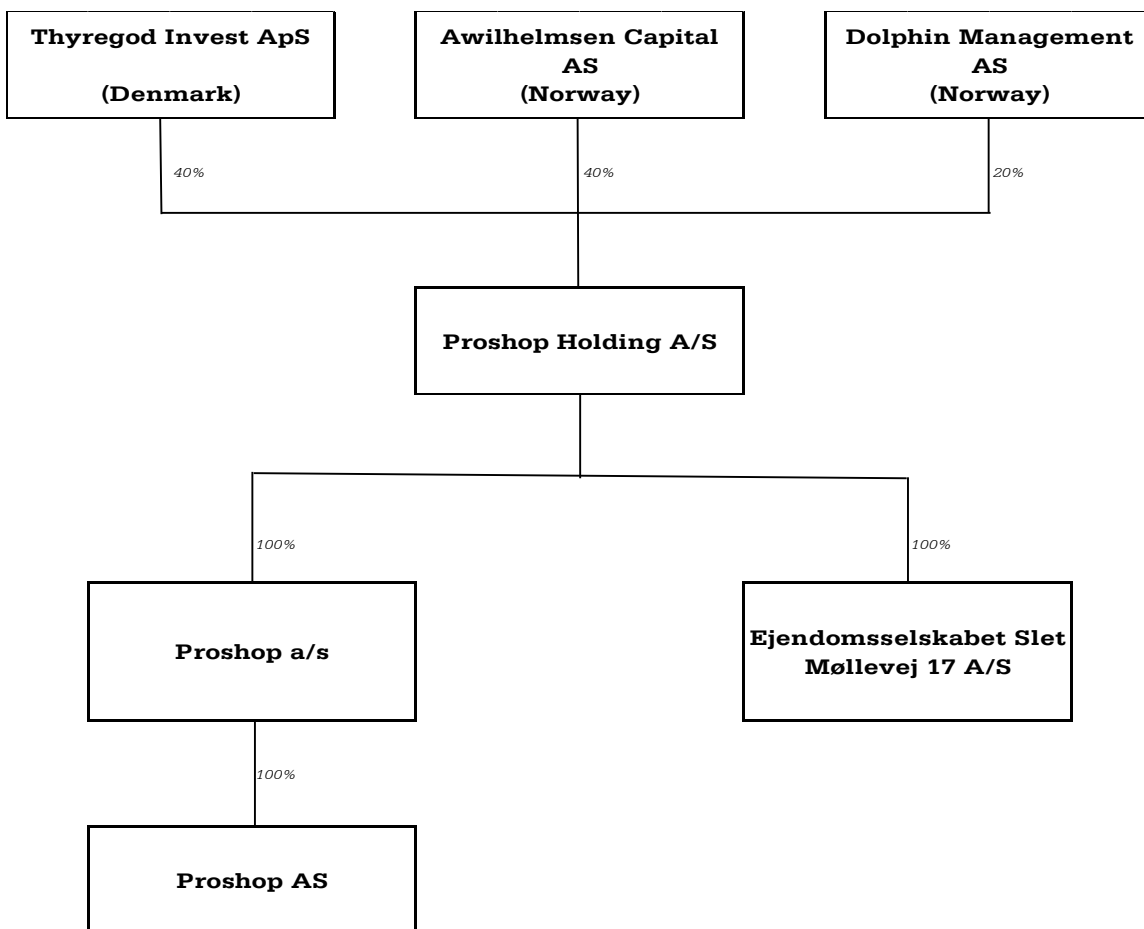 Thyregod Invest ApS
(Denmark)
Awilhelmsen Capital
AS
(Norway)
Dolphin Management
AS
(Norway)
40%
40%
20%
Proshop Holding A/S
100%
100%
Proshop a/s
Ejendomsselskabet Slet
Møllevej 17 A/S
100%
Proshop AS